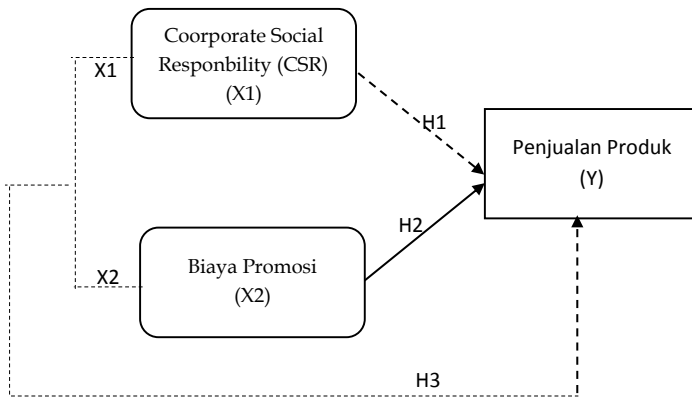 Coorporate Social
Responbility (CSR)
(X1)
X1
H1
Penjualan Produk
(Y)
H2
X2
Biaya Promosi
(X2)
H3